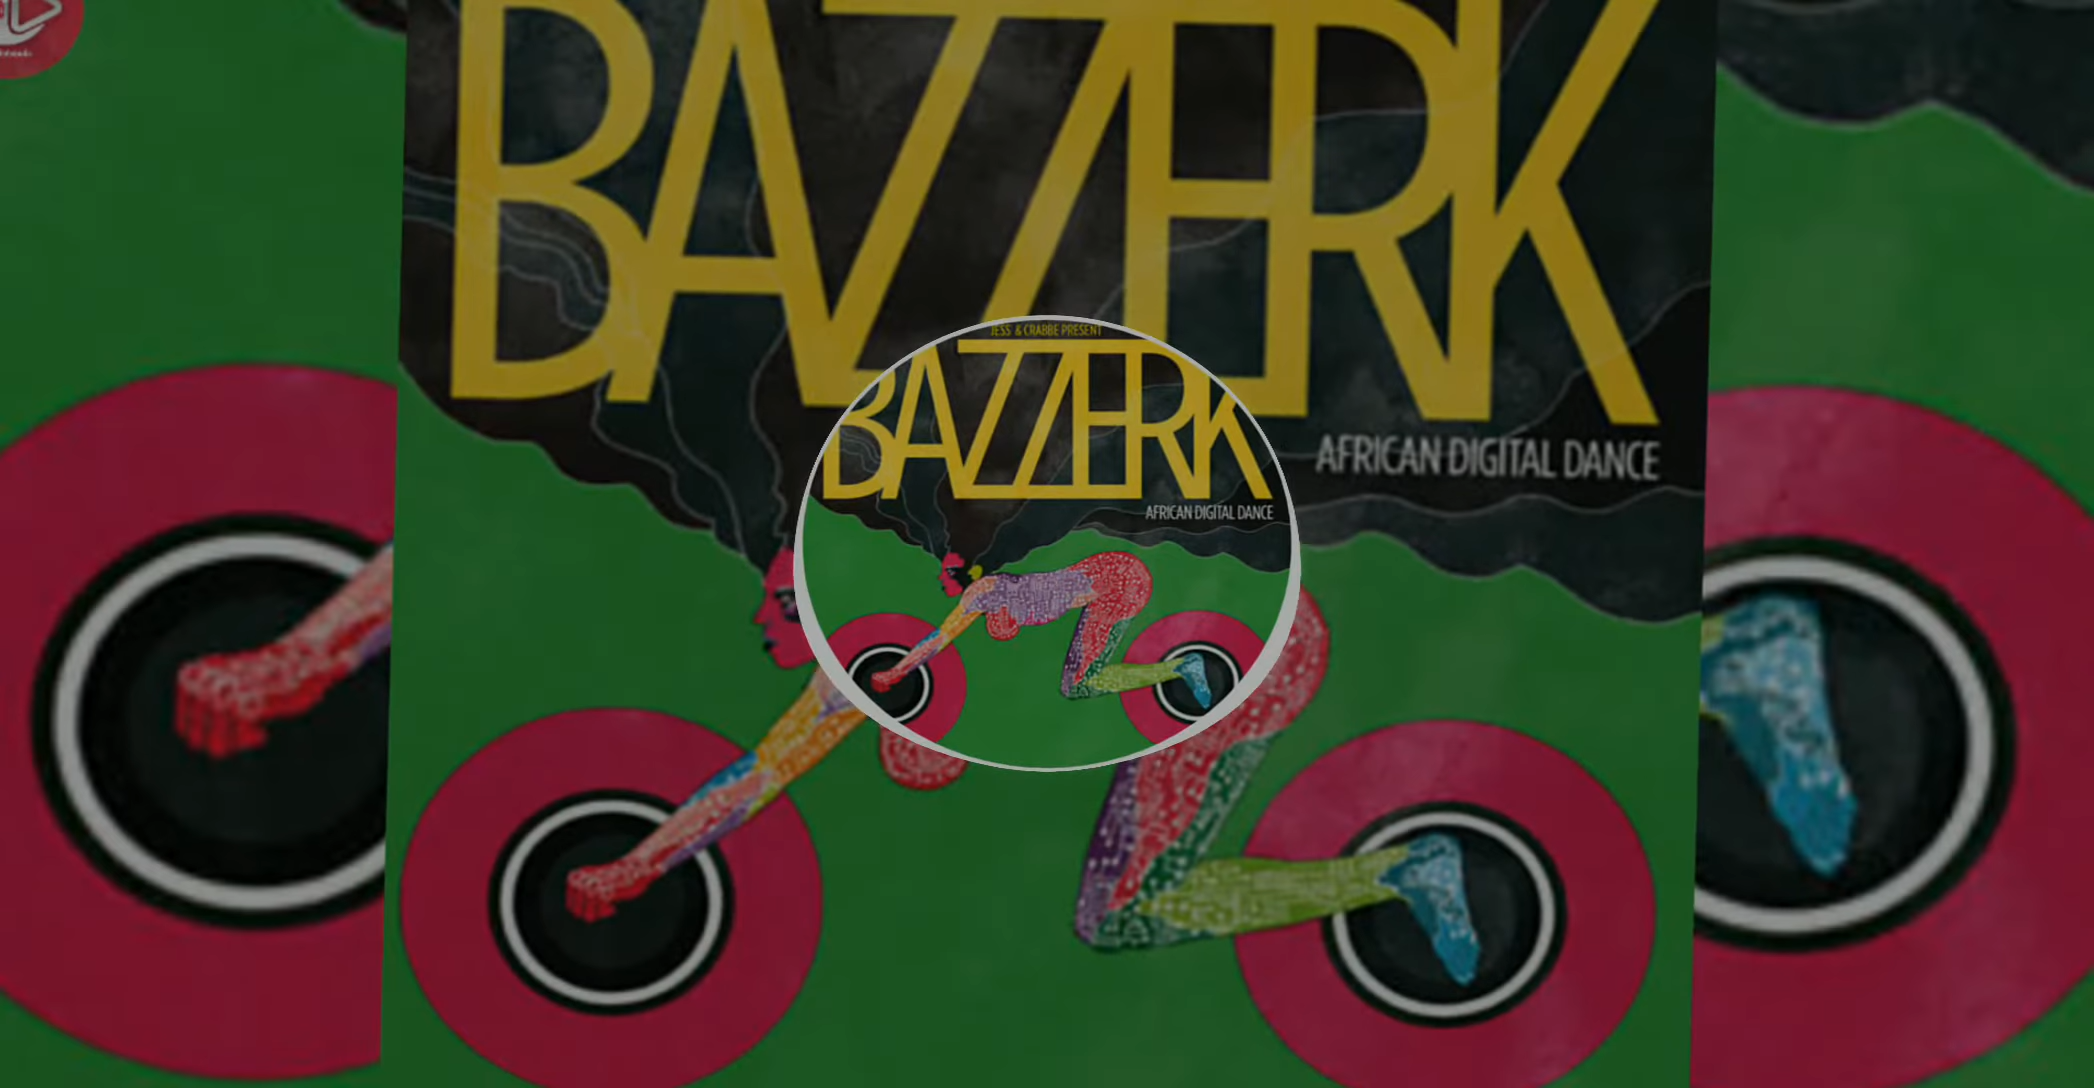 BAZZERK
AFRICAN DIGITAL DANCE
JESS & CRABBE PRESENT
BAZZERK
AFRICAN DIGITAL DANCE